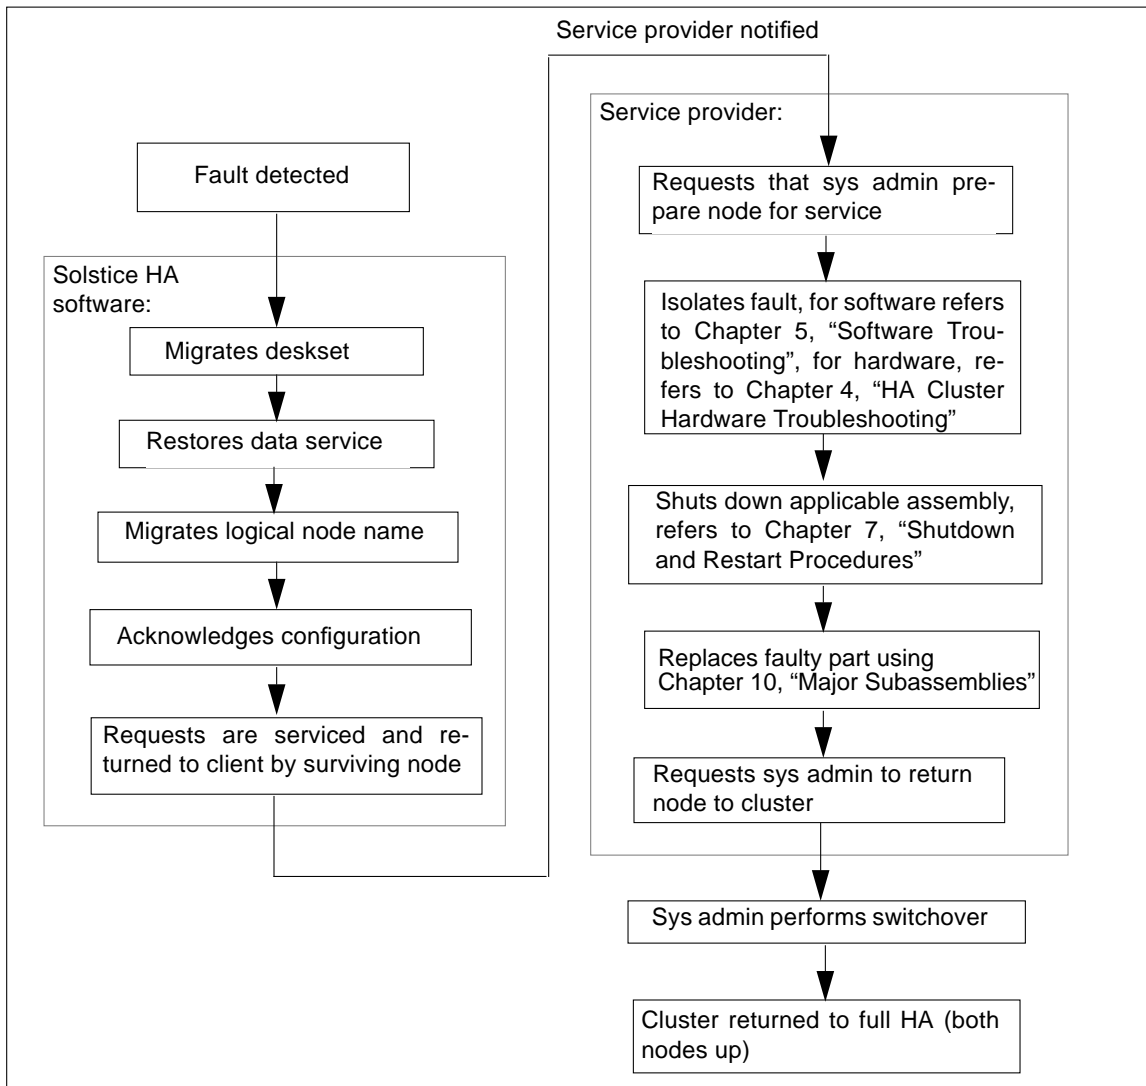 Service provider notified
Fault detected
Solstice HA
software:
Migrates deskset
Restores data service
Migrates logical node name
Acknowledges configuration
Requests are serviced and re-
turned to client by surviving node
Service provider:
Requests that sys admin pre-
pare node for service
Isolates fault, for software refers
to Chapter 5, “Software Trou-
bleshooting”, for hardware, re-
fers to Chapter 4, “HA Cluster
Hardware Troubleshooting”
Shuts down applicable assembly,
refers to Chapter 7, “Shutdown
and Restart Procedures”
Replaces faulty part using
Chapter 10, “Major Subassemblies”
Requests sys admin to return
node to cluster
Sys admin performs switchover
Cluster returned to full HA (both
nodes up)